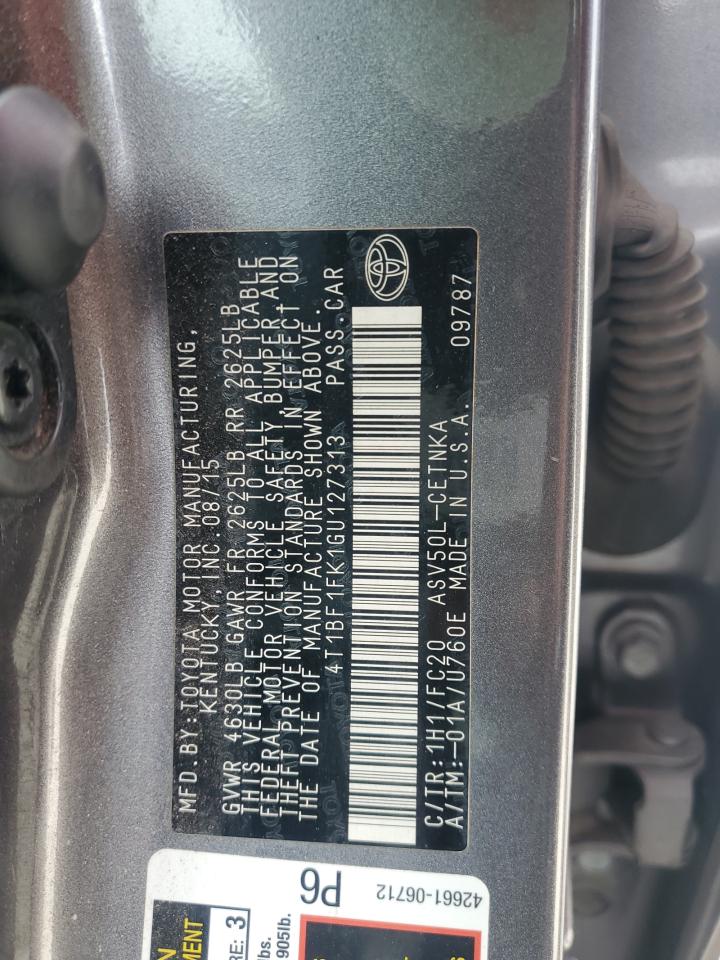 MFD.BY:TOYOTA MOTOR MANUFACTURING,
KENTUCKY, INC.08/15
GVWR 4630LB GAWR FR 2625LB RR 2625LB
THIS VEHICLE CONFORMS TO ALL APPLICABLE
FEDERAL MOTOR VEHICLE SAFETY, BUMPER, AND
THEFT PREVENTION STANDARDS IN EFFECT ON
THE DATE OF MANUFACTURE SHOWN ABOVE.
4T1BF1FK1GU127313 PASS.CAR
C/TR:1H1/FC20 ASV50L-CETNKA
A/TM:-01A/U760E MADE IN U.S.A. 09787
P6
42661-06712
3
lbs.
905lb.